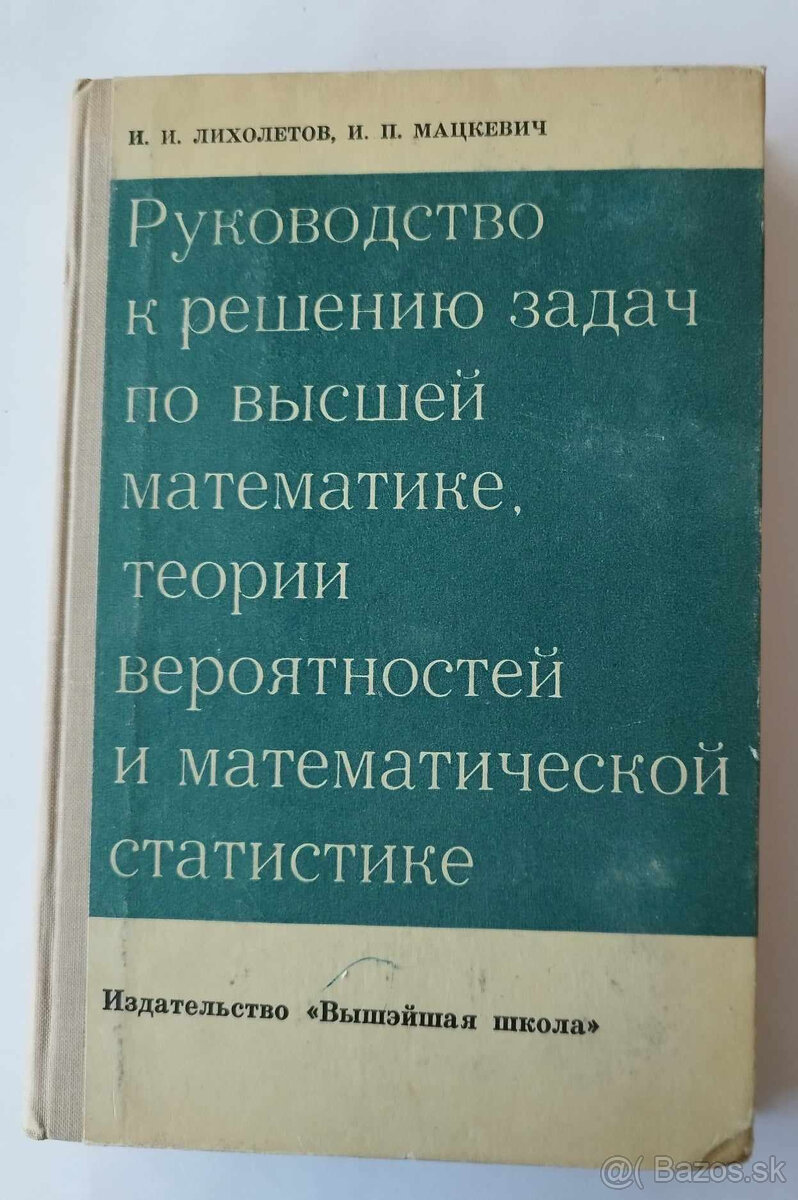 И. И. ЛИХОЛЕТОВ, И. П. МАЦКЕВИЧ
Руководство
к решению задач
по высшей
математике,
теории
вероятностей
и математической
статистике
Издательство «Вышэйшая школа»
@( Bazos.sk